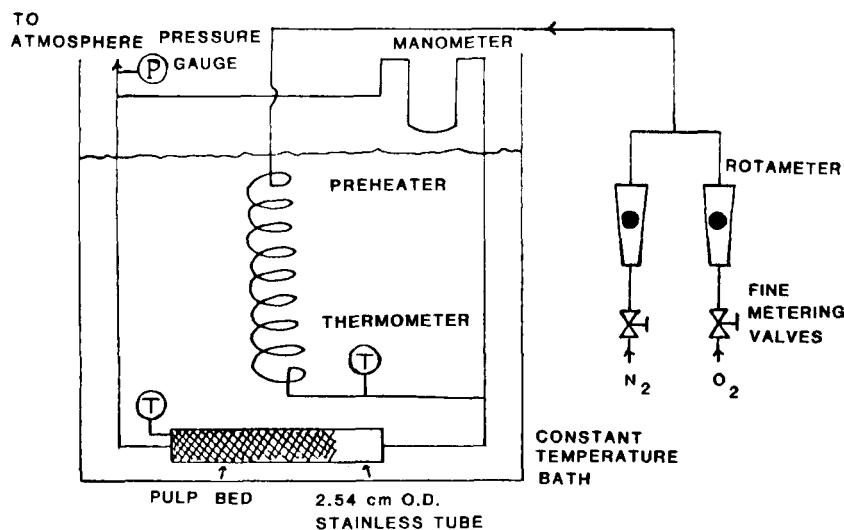 TO
ATMOSPHERE
PRESSURE
GAUGE
P
MANOMETER
PREHEATER
ROTAMETER
THERMOMETER
T
FINE
METERING
VALVES
N2
O2
T
PULP BED
2.54 cm O.D.
STAINLESS TUBE
CONSTANT
TEMPERATURE
BATH